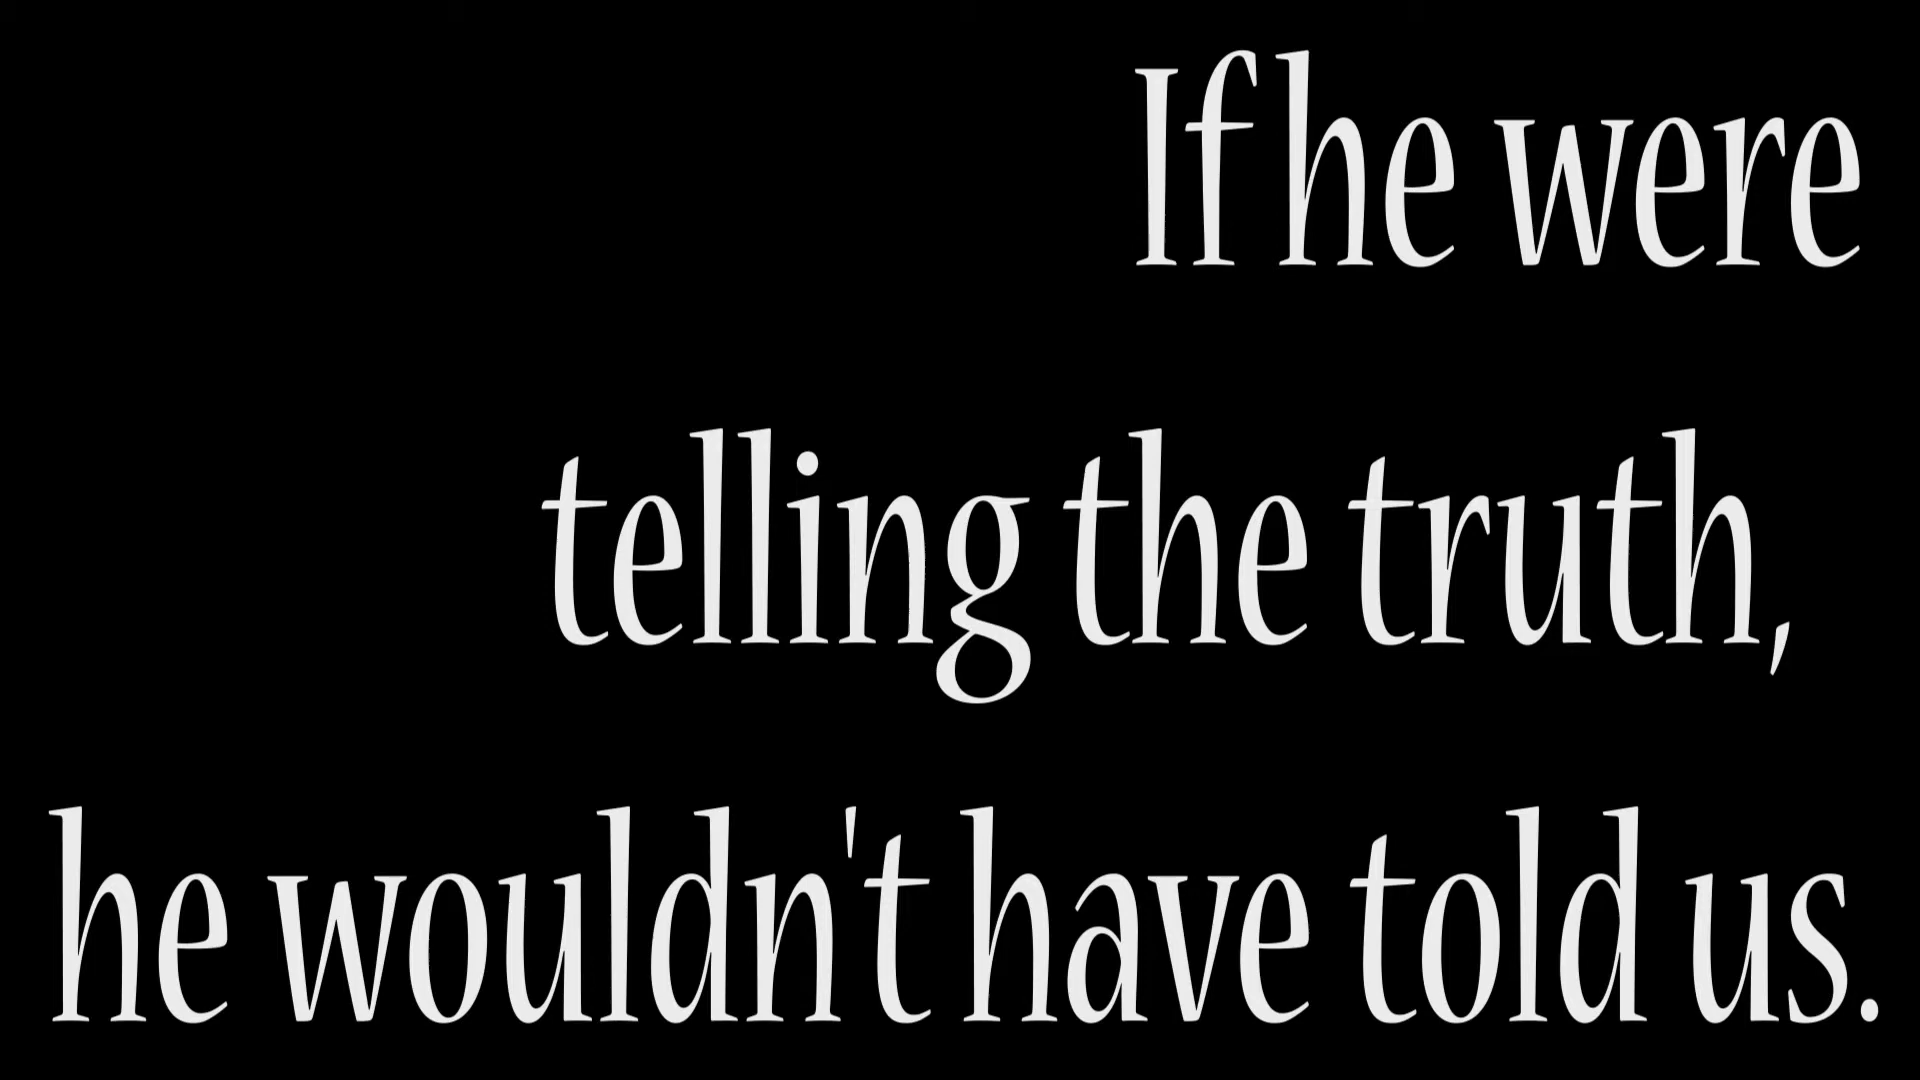 If he were
telling the truth,
he wouldn't have told us.